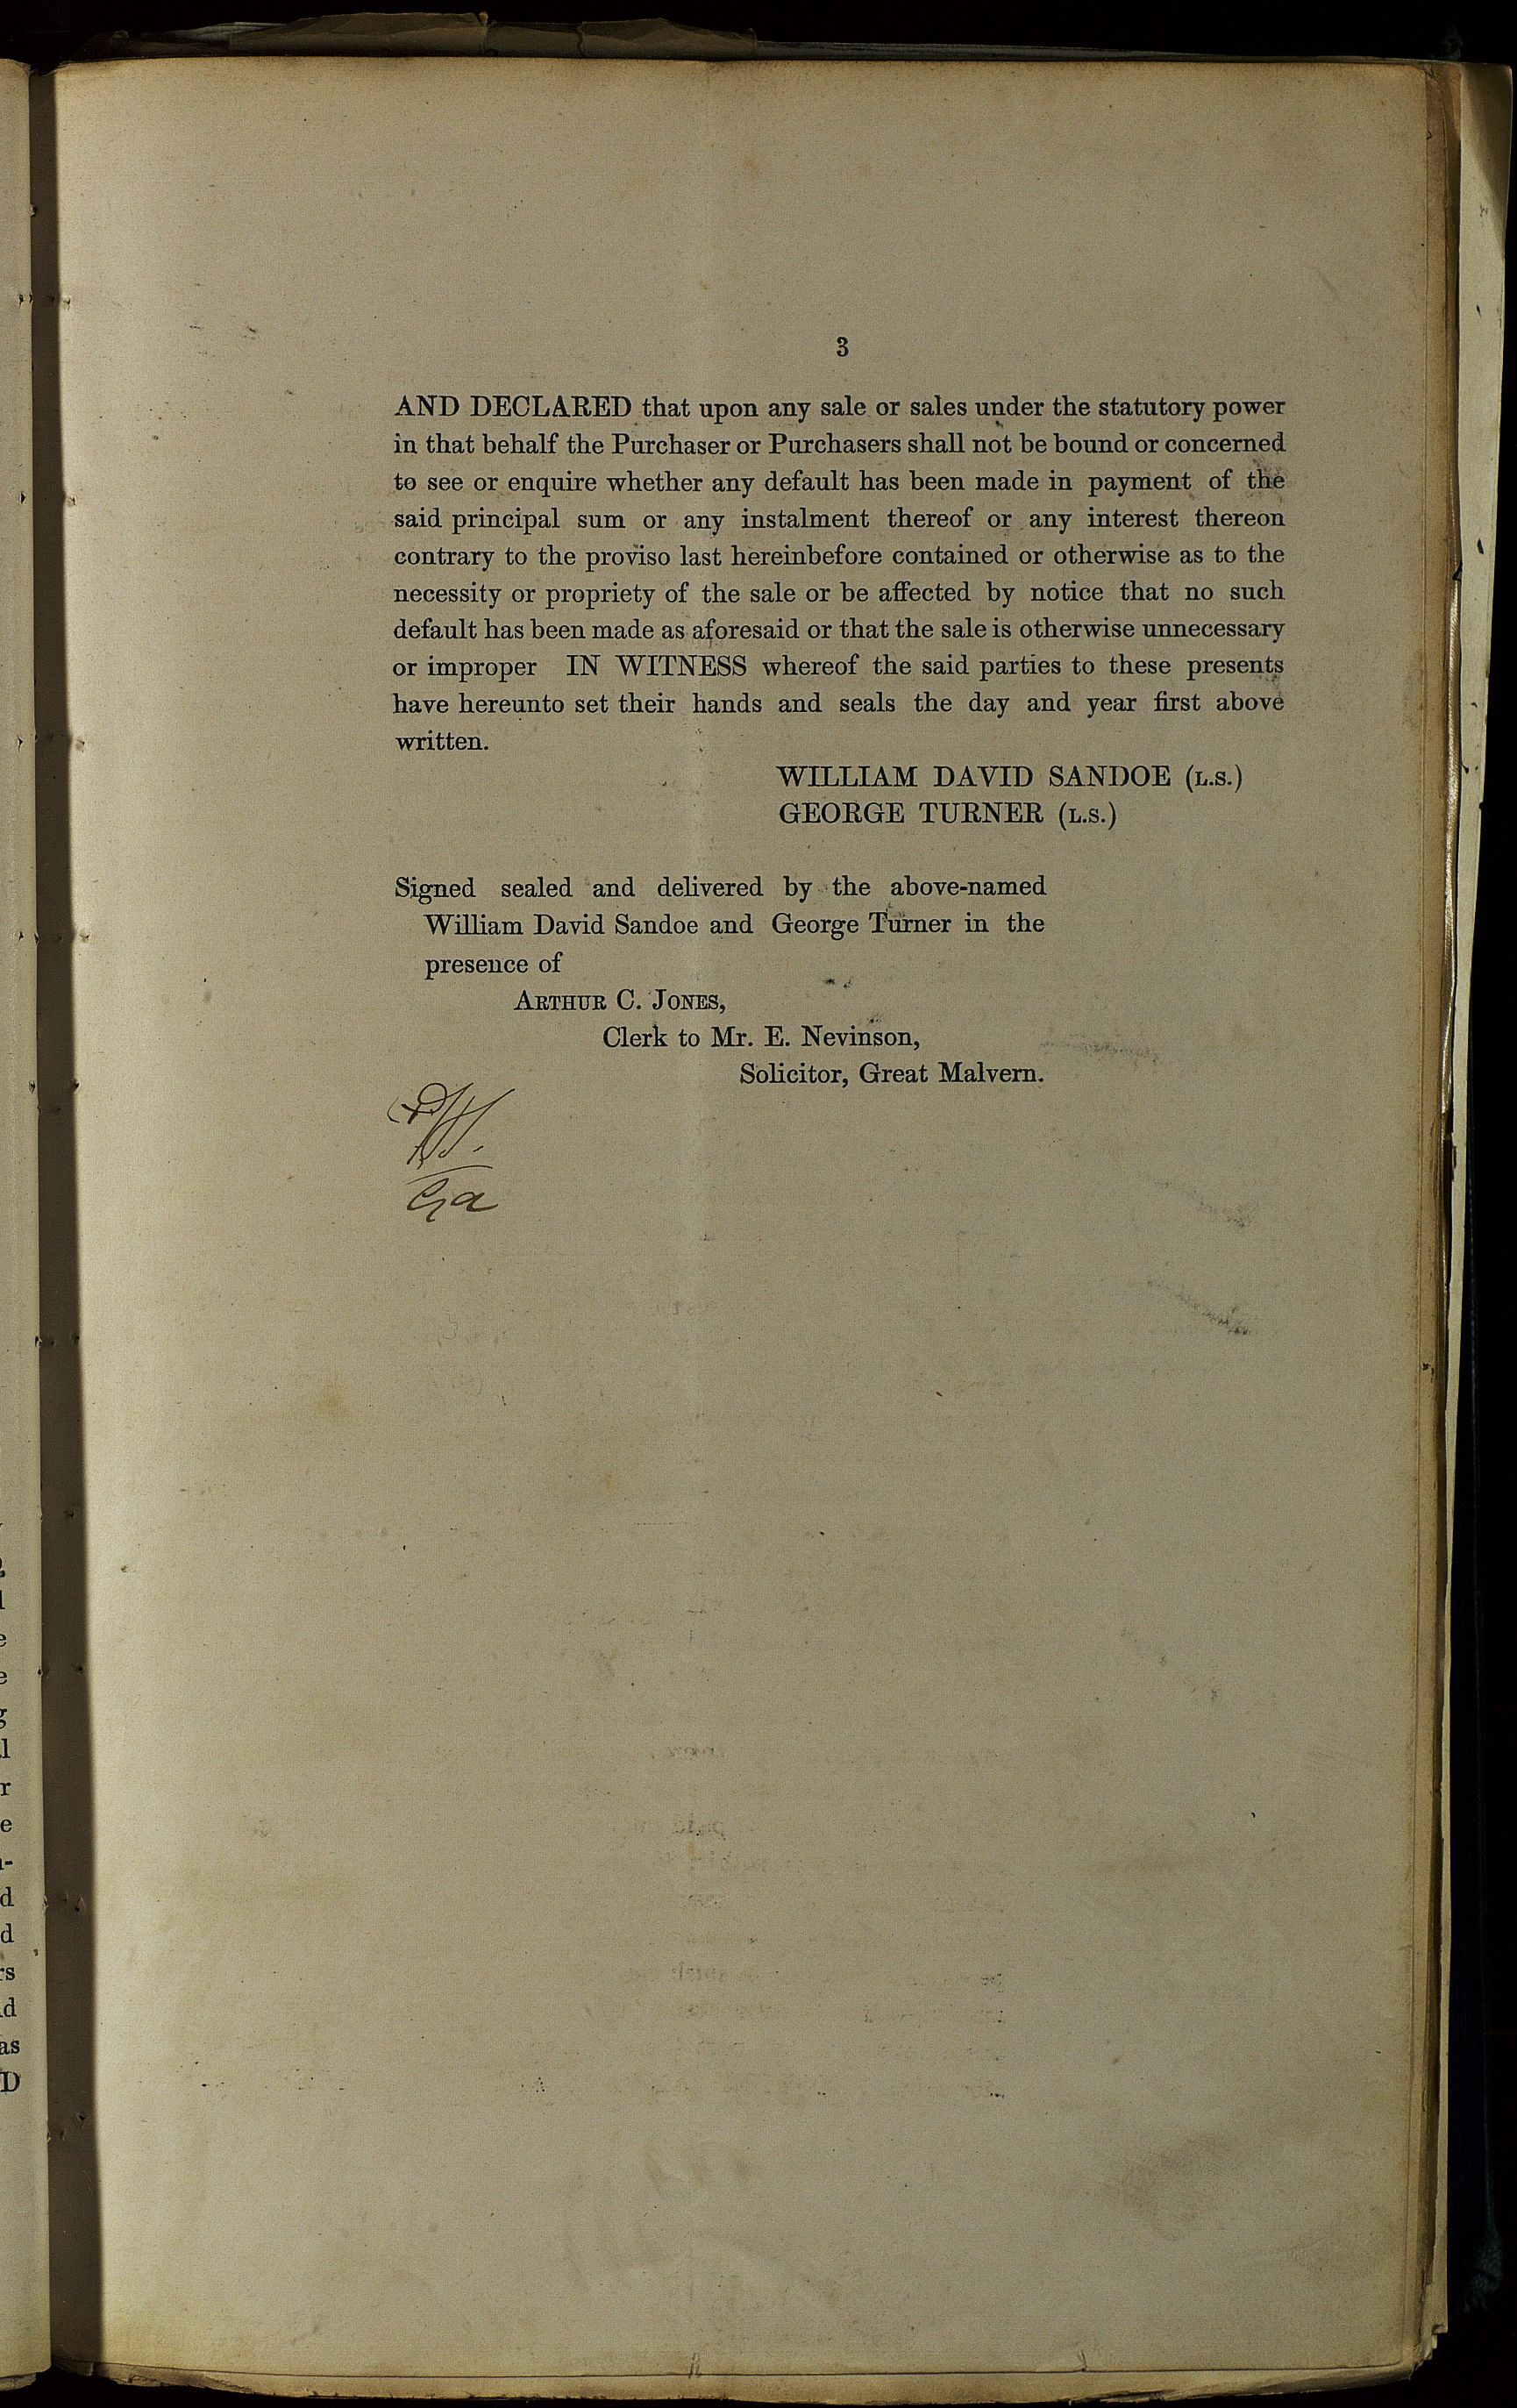 3
AND DECLARED that upon any sale or sales under the statutory power
in that behalf the Purchaser or Purchasers shall not be bound or concerned
to see or enquire whether any default has been made in payment of the
said principal sum or any instalment thereof or any interest thereon
contrary to the proviso last hereinbefore contained or otherwise as to the
necessity or propriety of the sale or be affected by notice that no such
default has been made as aforesaid or that the sale is otherwise unnecessary
or improper IN WITNESS whereof the said parties to these presents
have hereunto set their hands and seals the day and year first above
written.
WILLIAM DAVID SANDOE (L.S.)
GEORGE TURNER (L.S.)
Signed sealed and delivered by the above-named
William David Sandoe and George Turner in the
presence of
ARTHUR C. JONES,
Clerk to Mr. E. Nevinson,
Solicitor, Great Malvern.